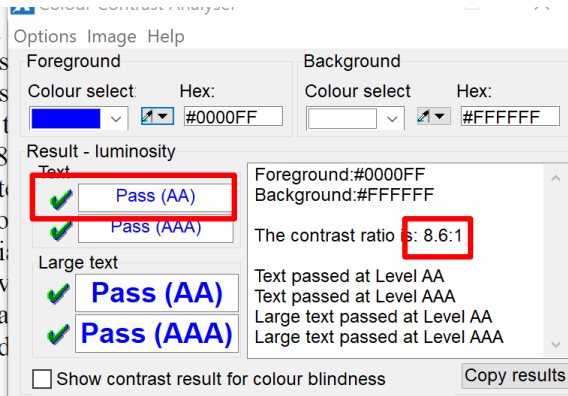 Colour Contrast Analyser
Options Image Help
Foreground
Colour select: Hex:
#0000FF
Background
Colour select Hex:
#FFFFFF
Result - luminosity
Text
Pass (AA)
Pass (AAA)
Large text
Pass (AA)
Pass (AAA)
Foreground:#0000FF
Background:#FFFFFF
The contrast ratio is: 8.6:1
Text passed at Level AA
Text passed at Level AAA
Large text passed at Level AA
Large text passed at Level AAA
Show contrast result for colour blindness
Copy results